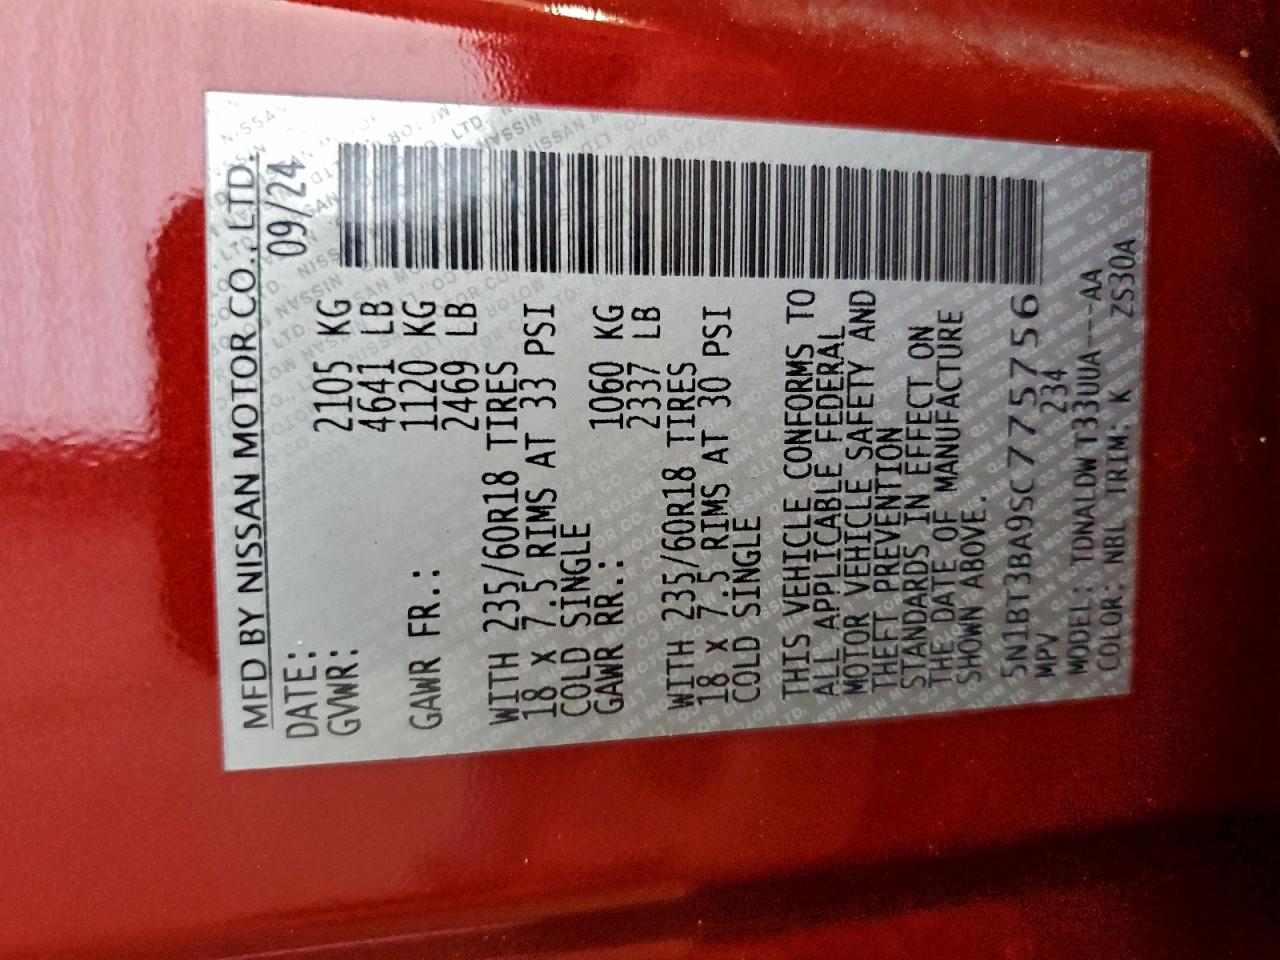 MFD BY NISSAN MOTOR CO., LTD.
DATE: 09/24
GVWR: 2105 KG
4641 LB
GAWR FR.: 1120 KG
2469 LB
WITH 235/60R18 TIRES
18 X 7.5 RIMS AT 33 PSI
COLD SINGLE
GAWR RR.: 1060 KG
2337 LB
WITH 235/60R18 TIRES
18 X 7.5 RIMS AT 30 PSI
COLD SINGLE
THIS VEHICLE CONFORMS TO
ALL APPLICABLE FEDERAL
MOTOR VEHICLE SAFETY AND
THEFT PREVENTION
STANDARDS IN EFFECT ON
THE DATE OF MANUFACTURE
SHOWN ABOVE.
5N1BT3BA9SC775756
MPV 234
MODEL: TDNALDW T33UUA---AA
COLOR: NBL TRIM: K ZS30A